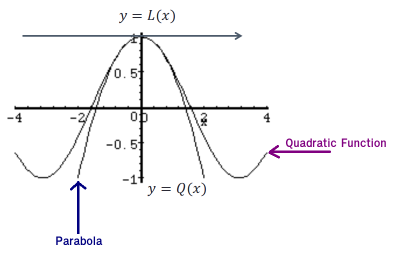 y = L(x)
1
0.5
-4
-2
0
2
x
4
-0.5
Quadratic Function
-1
y = Q(x)
Parabola